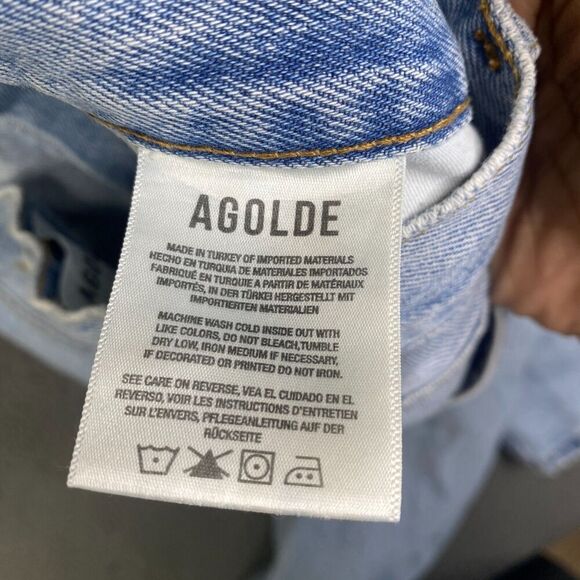 AGOLDE
MADE IN TURKEY OF IMPORTED MATERIALS
HECHO EN TURQUIA DE MATERIALES IMPORTADOS
FABRIQUÉ EN TURQUIE A PARTIR DE MATÉRIAUX
IMPORTÉS, IN DER TÜRKEI HERGESTELLT MIT
IMPORTIERTEN MATERIALIEN
MACHINE WASH COLD INSIDE OUT WITH
LIKE COLORS, DO NOT BLEACH,TUMBLE
DRY LOW, IRON MEDIUM IF NECESSARY,
IF DECORATED OR PRINTED DO NOT IRON.
SEE CARE ON REVERSE, VEA EL CUIDADO EN EL
REVERSO, VOIR LES INSTRUCTIONS D'ENTRETIEN
SUR L'ENVERS, PFLEGEANLEITUNG AUF DER
RÜCKSEITE